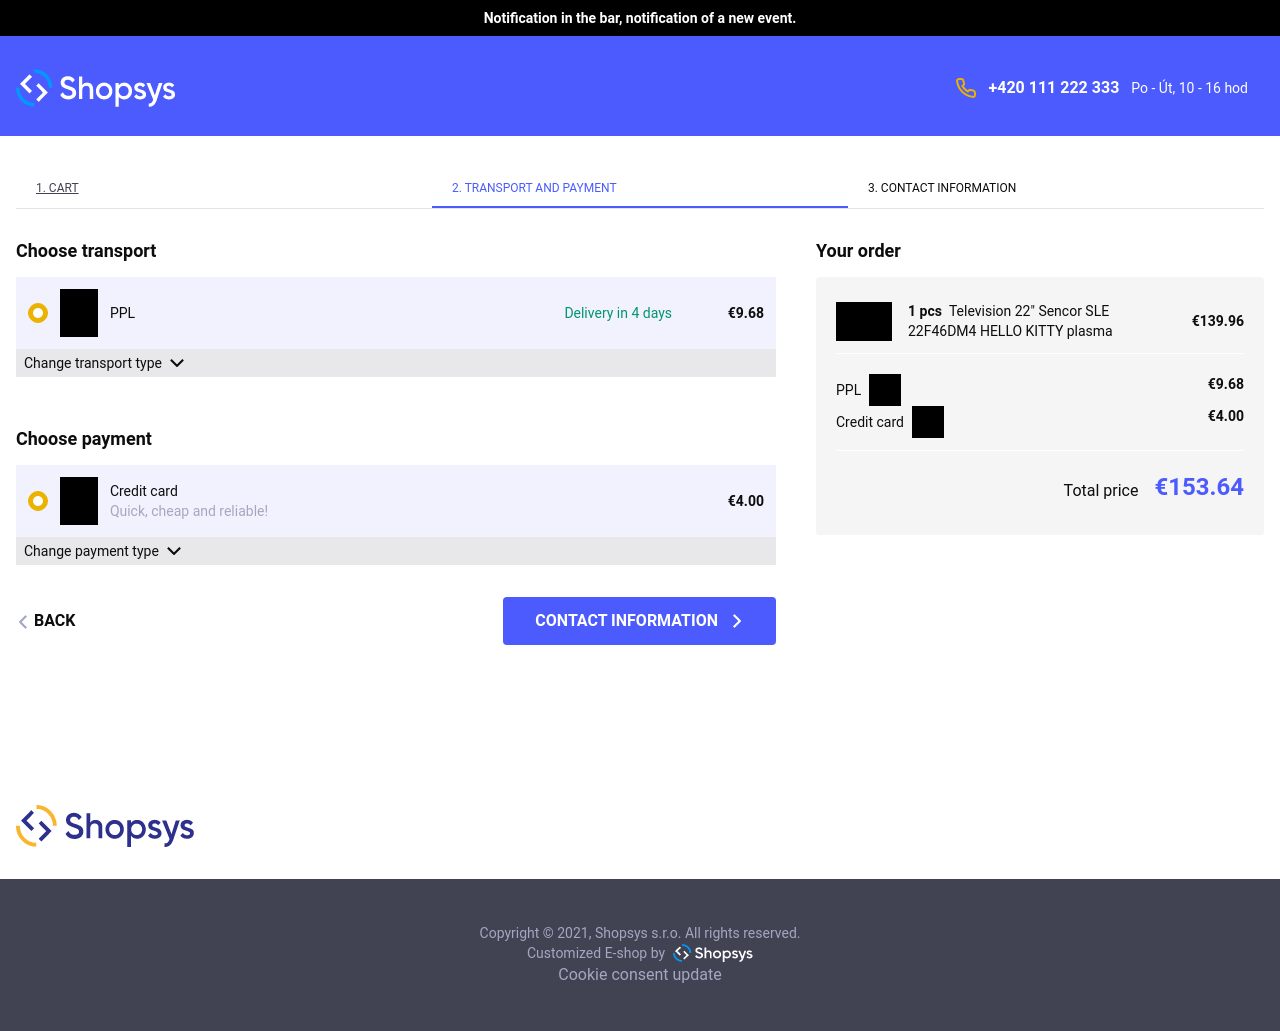 Notification in the bar, notification of a new event.
Shopsys
+420 111 222 333 Po - Út, 10 - 16 hod
1. CART
2. TRANSPORT AND PAYMENT
3. CONTACT INFORMATION
Choose transport
PPL
Delivery in 4 days
€9.68
Change transport type
Choose payment
Credit card
Quick, cheap and reliable!
€4.00
Change payment type
BACK
CONTACT INFORMATION
Your order
1 pcs Television 22" Sencor SLE
22F46DM4 HELLO KITTY plasma
€139.96
PPL
€9.68
Credit card
€4.00
Total price €153.64
Shopsys
Copyright © 2021, Shopsys s.r.o. All rights reserved.
Customized E-shop by Shopsys
Cookie consent update